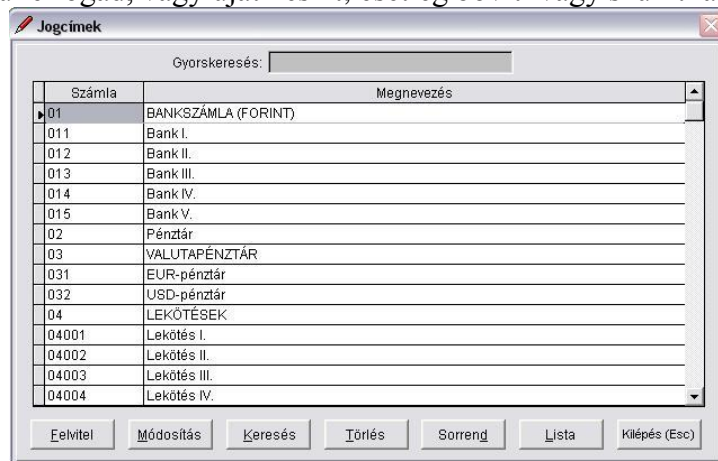 Jogcímek
Gyorskeresés:
Számla Megnevezés
01 BANKSZÁMLA (FORINT)
011 Bank I.
012 Bank II.
013 Bank III.
014 Bank IV.
015 Bank V.
02 Pénztár
03 VALUTAPÉNZTÁR
031 EUR-pénztár
032 USD-pénztár
04 LEKÖTÉSEK
04001 Lekötés I.
04002 Lekötés II.
04003 Lekötés III.
04004 Lekötés IV.
Felvitel Módosítás Keresés Törlés Sorrend Lista Kilépés (Esc)